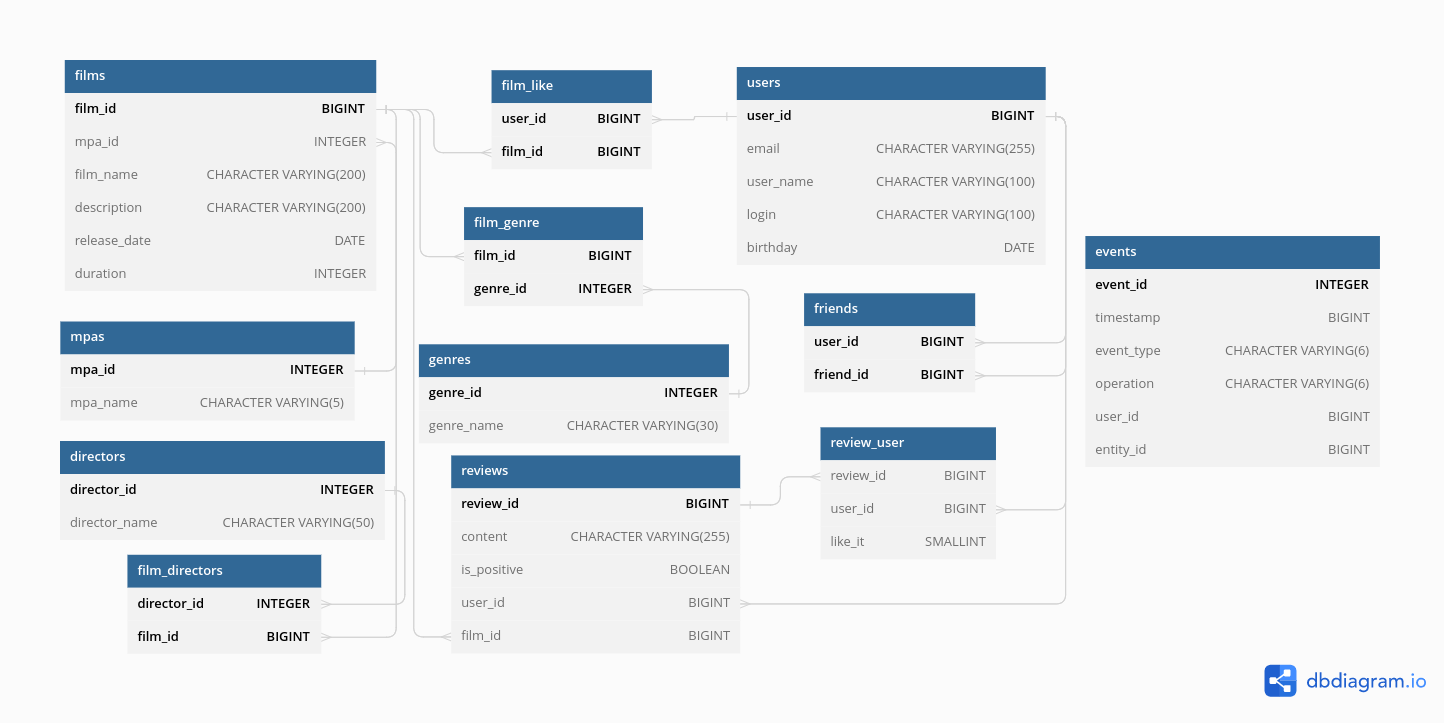 films
film_id BIGINT
mpa_id INTEGER
film_name CHARACTER VARYING(200)
description CHARACTER VARYING(200)
release_date DATE
duration INTEGER
mpas
mpa_id INTEGER
mpa_name CHARACTER VARYING(5)
directors
director_id INTEGER
director_name CHARACTER VARYING(50)
film_directors
director_id INTEGER
film_id BIGINT
film_like
user_id BIGINT
film_id BIGINT
film_genre
film_id BIGINT
genre_id INTEGER
genres
genre_id INTEGER
genre_name CHARACTER VARYING(30)
reviews
review_id BIGINT
content CHARACTER VARYING(255)
is_positive BOOLEAN
user_id BIGINT
film_id BIGINT
users
user_id BIGINT
email CHARACTER VARYING(255)
user_name CHARACTER VARYING(100)
login CHARACTER VARYING(100)
birthday DATE
friends
user_id BIGINT
friend_id BIGINT
review_user
review_id BIGINT
user_id BIGINT
like_it SMALLINT
events
event_id INTEGER
timestamp BIGINT
event_type CHARACTER VARYING(6)
operation CHARACTER VARYING(6)
user_id BIGINT
entity_id BIGINT
dbdiagram.io